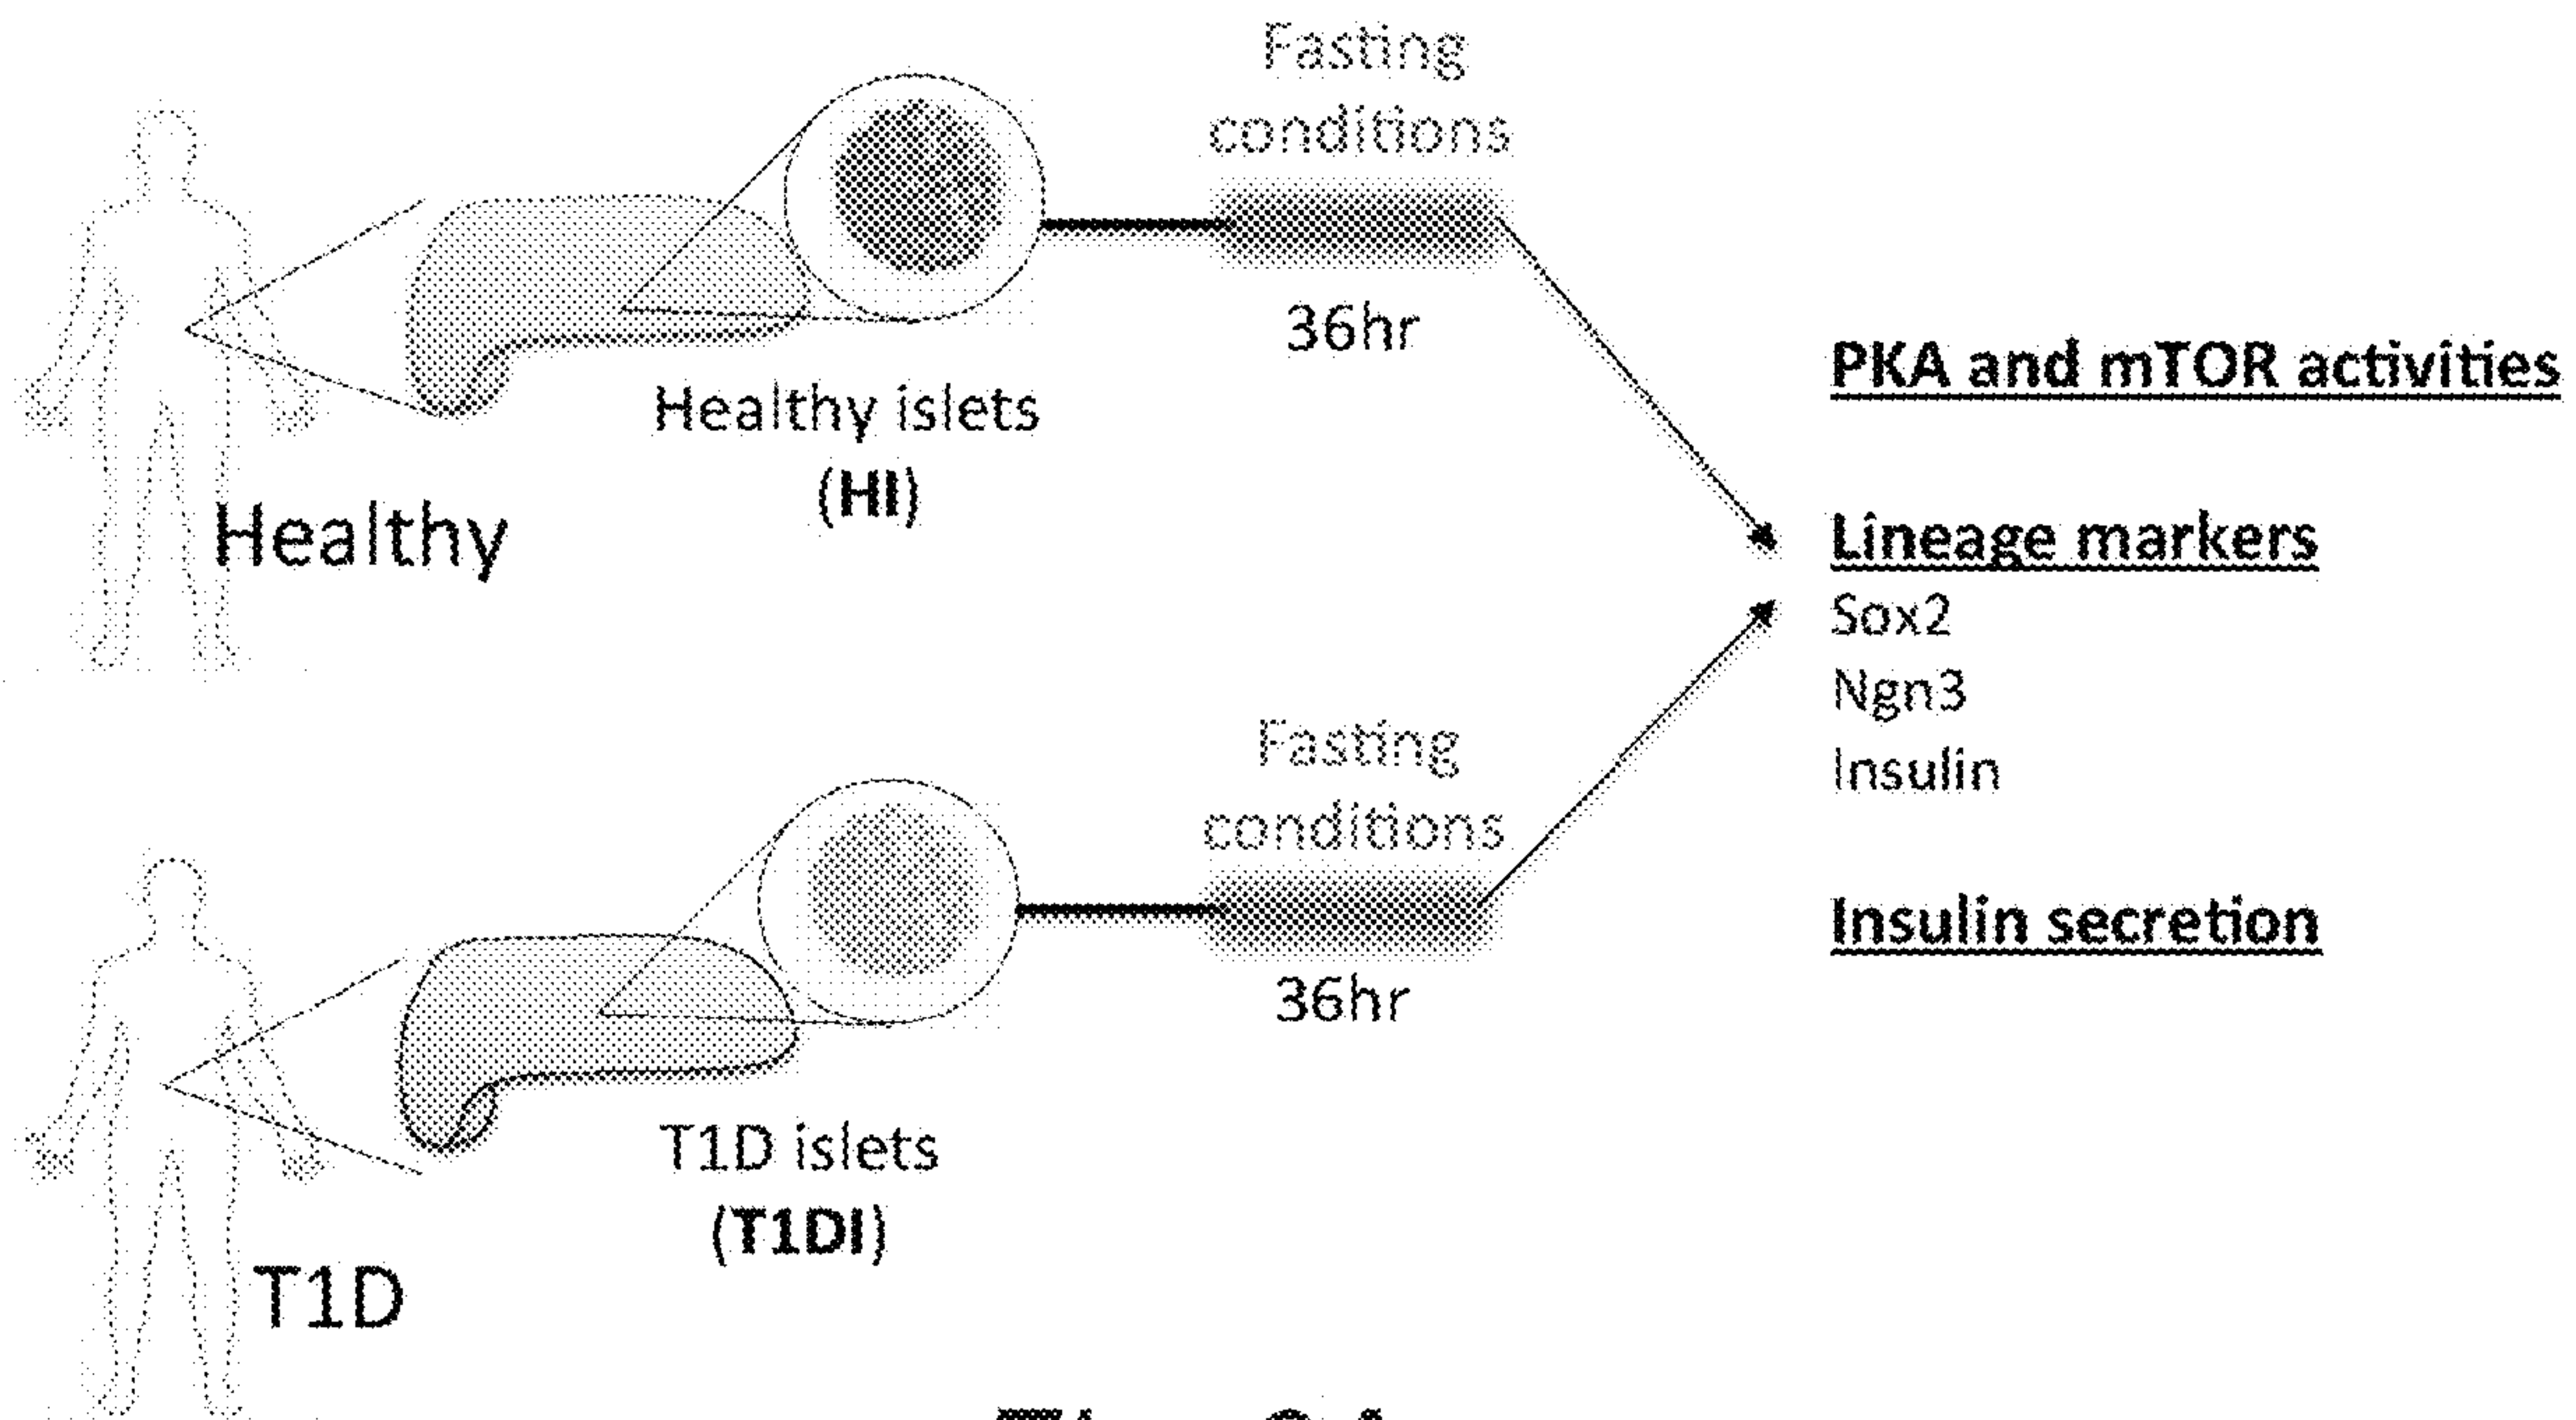 Fasting
conditions
36hr
Healthy islets
(HI)
Healthy
PKA and mTOR activities
Lineage markers
Sox2
Ngn3
Insulin
Insulin secretion
Fasting
conditions
36hr
T1D islets
(T1DI)
T1D